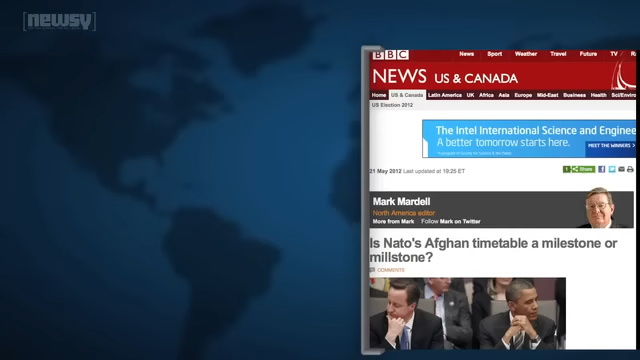 [newsy]
BBC
News Sport Weather Travel Future TV
NEWS US & CANADA
Home US & Canada Latin America UK Africa Asia Europe Mid-East Business Health Sci/Enviro
US Election 2012
The Intel International Science and Enginee
A better tomorrow starts here.
MEET THE WINNERS
21 May 2012 Last updated at 19:25 ET
1 Share
Mark Mardell
North America editor
More from Mark Follow Mark on Twitter
Is Nato's Afghan timetable a milestone or
millstone?
COMMENTS